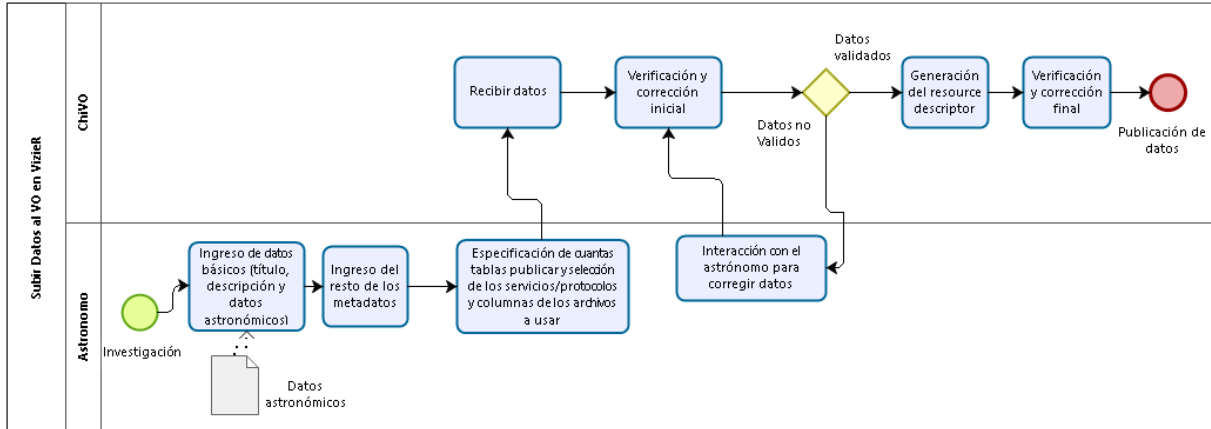 Subir Datos al VO en VizieR
ChiVO
Recibir datos
Verificación y
corrección
inicial
Datos
validados
Datos no
Validos
Generación
del resource
descriptor
Verificación
y corrección
final
Publicación de
datos
Astronomo
Investigación
Ingreso de datos
básicos (título,
descripción y
datos
astronómicos)
Datos
astronómicos
Ingreso del
resto de los
metadatos
Especificación de cuantas
tablas publicar y selección
de los servicios/protocolos
y columnas de los archivos
a usar
Interacción con el
astrónomo para
corregir datos